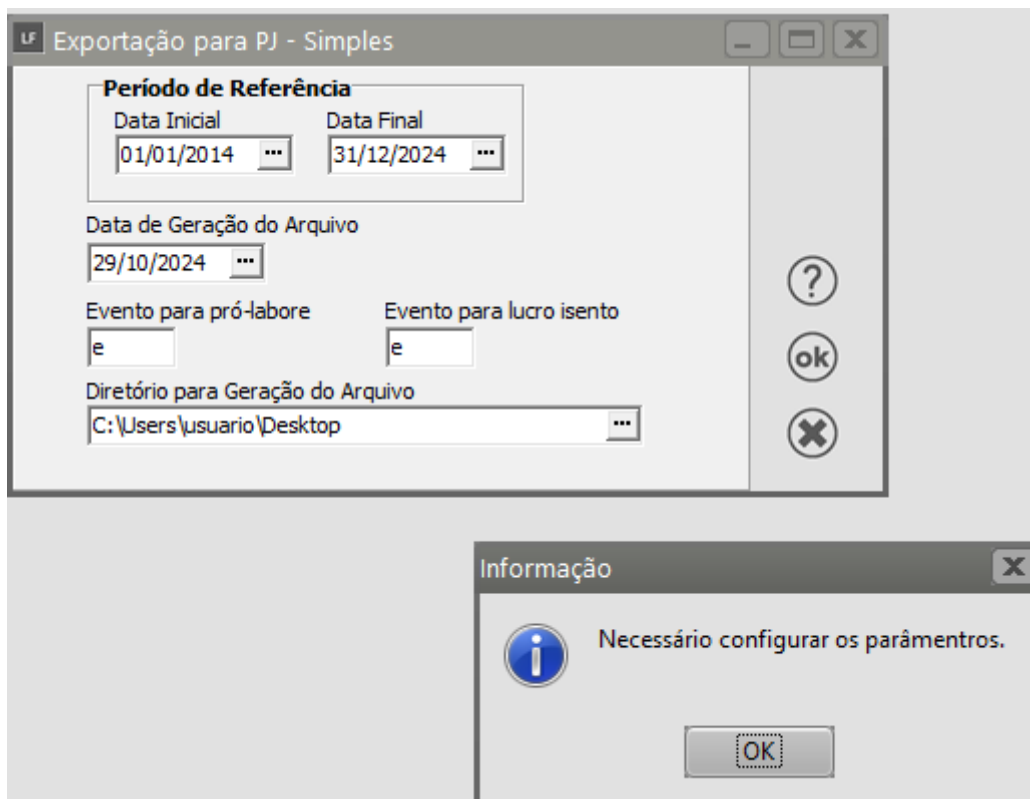 LF Exportação para PJ - Simples
Período de Referência
Data Inicial Data Final
01/01/2014 ... 31/12/2024 ...
Data de Geração do Arquivo
29/10/2024 ...
Evento para pró-labore Evento para lucro isento
e e
Diretório para Geração do Arquivo
C:\Users\usuario\Desktop ...
?
ok
Informação
Necessário configurar os parâmentros.
OK